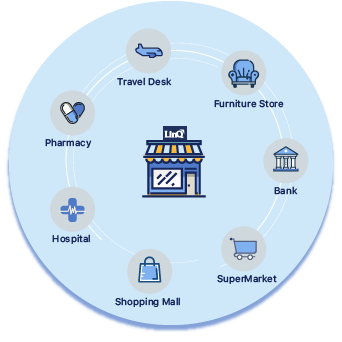 Travel Desk
Furniture Store
Pharmacy
LinQ
Bank
Hospital
SuperMarket
Shopping Mall